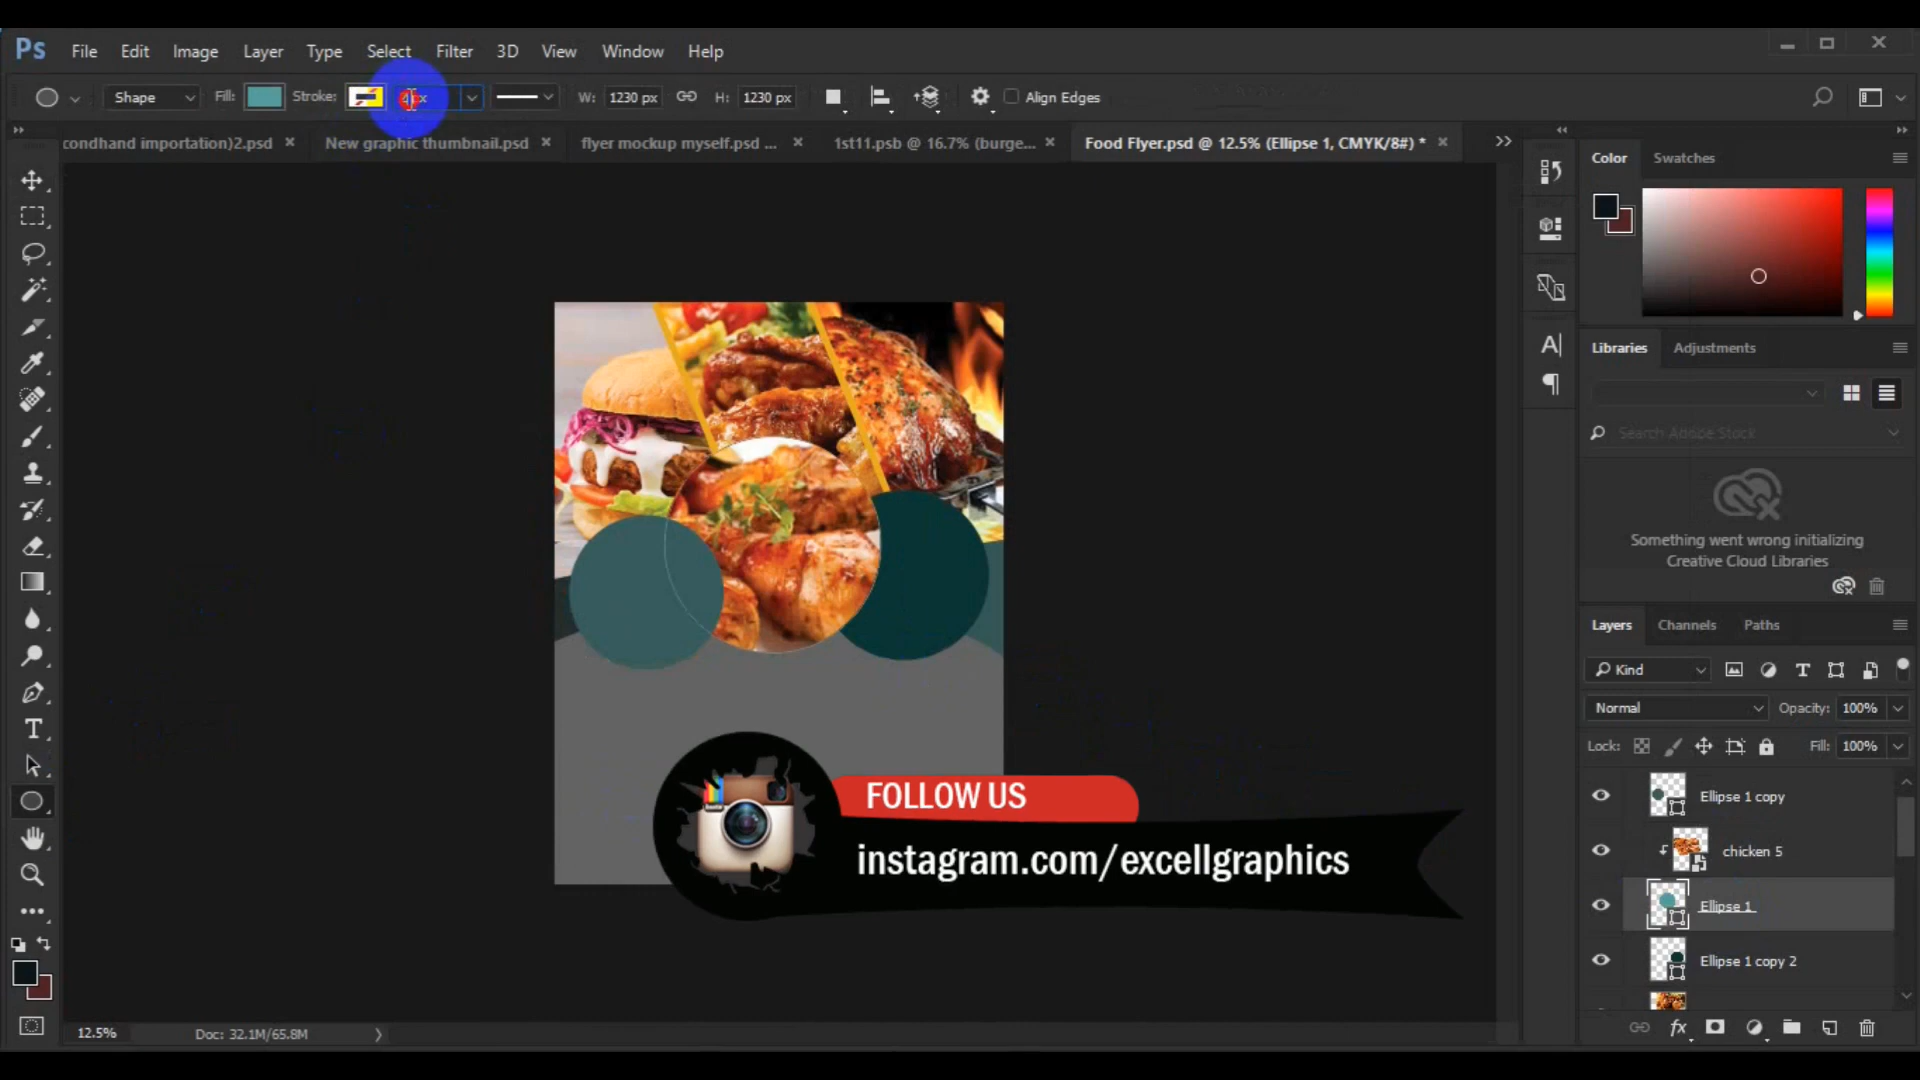 Ps File Edit Image Layer Type Select Filter 3D View Window Help
Shape Fill: Stroke: W: 1230 px H: 1230 px Align Edges
condhand importation)2.psd × New graphic thumbnail.psd × flyer mockup myself.psd ... × 1st11.psb @ 16.7% (burge... × Food Flyer.psd @ 12.5% (Ellipse 1, CMYK/8#) * ×
Color Swatches
Libraries Adjustments
Search Adobe Stock
Something went wrong initializing
Creative Cloud Libraries
Layers Channels Paths
Kind
Normal Opacity: 100%
Lock: Fill: 100%
Ellipse 1 copy
chicken 5
Ellipse 1
Ellipse 1 copy 2
FOLLOW US
instagram.com/excellgraphics
12.5% Doc: 32.1M/65.8M